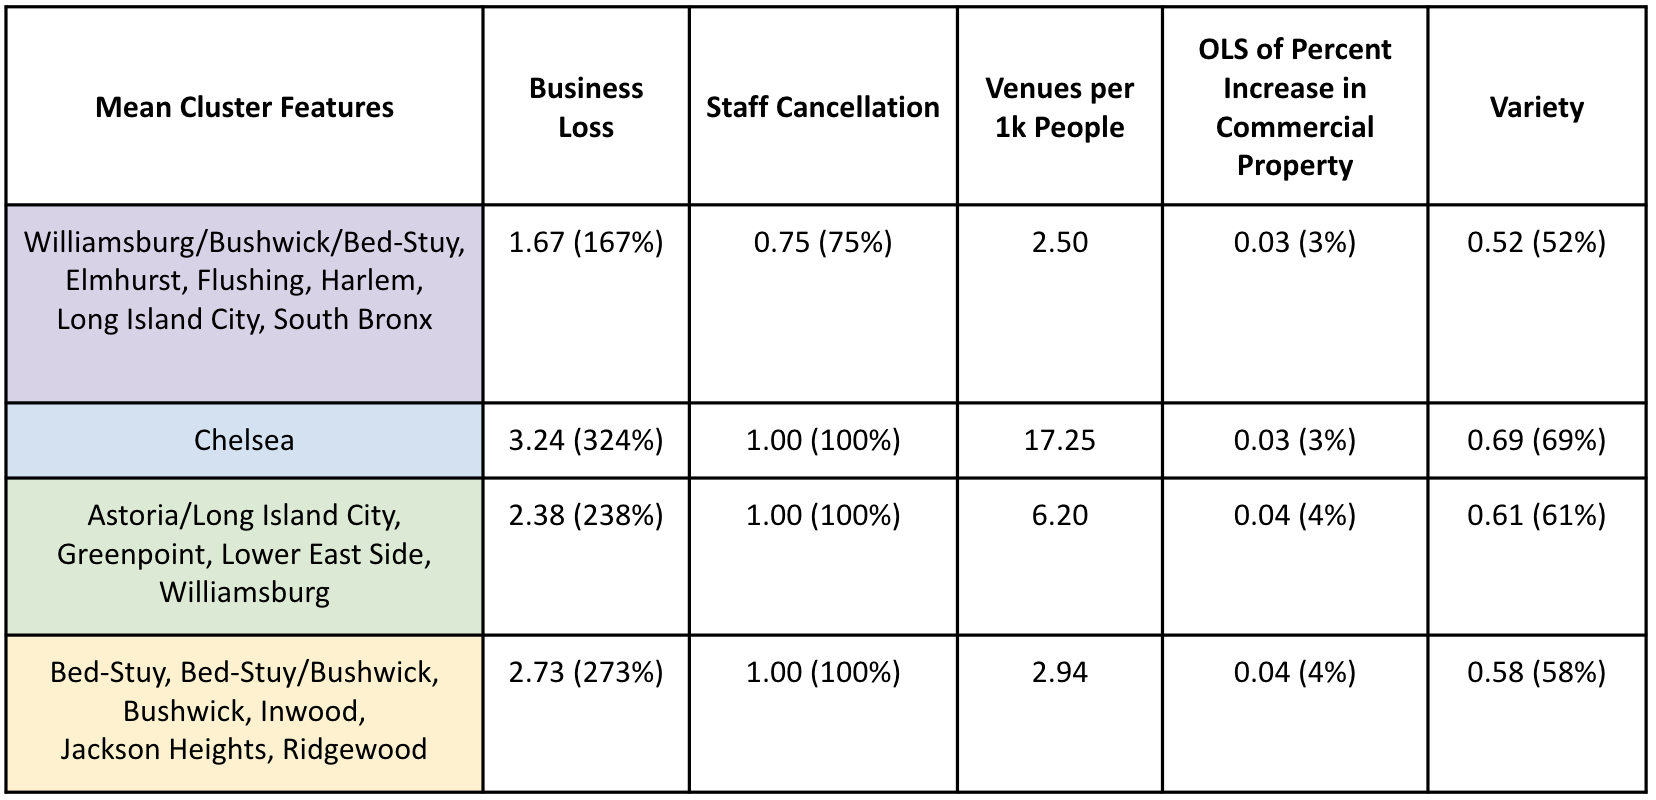 Mean Cluster Features
Business
Loss
Staff Cancellation
Venues per
1k People
OLS of Percent
Increase in
Commercial
Property
Variety
Williamsburg/Bushwick/Bed-Stuy,
Elmhurst, Flushing, Harlem,
Long Island City, South Bronx
1.67 (167%)
0.75 (75%)
2.50
0.03 (3%)
0.52 (52%)
Chelsea
3.24 (324%)
1.00 (100%)
17.25
0.03 (3%)
0.69 (69%)
Astoria/Long Island City,
Greenpoint, Lower East Side,
Williamsburg
2.38 (238%)
1.00 (100%)
6.20
0.04 (4%)
0.61 (61%)
Bed-Stuy, Bed-Stuy/Bushwick,
Bushwick, Inwood,
Jackson Heights, Ridgewood
2.73 (273%)
1.00 (100%)
2.94
0.04 (4%)
0.58 (58%)